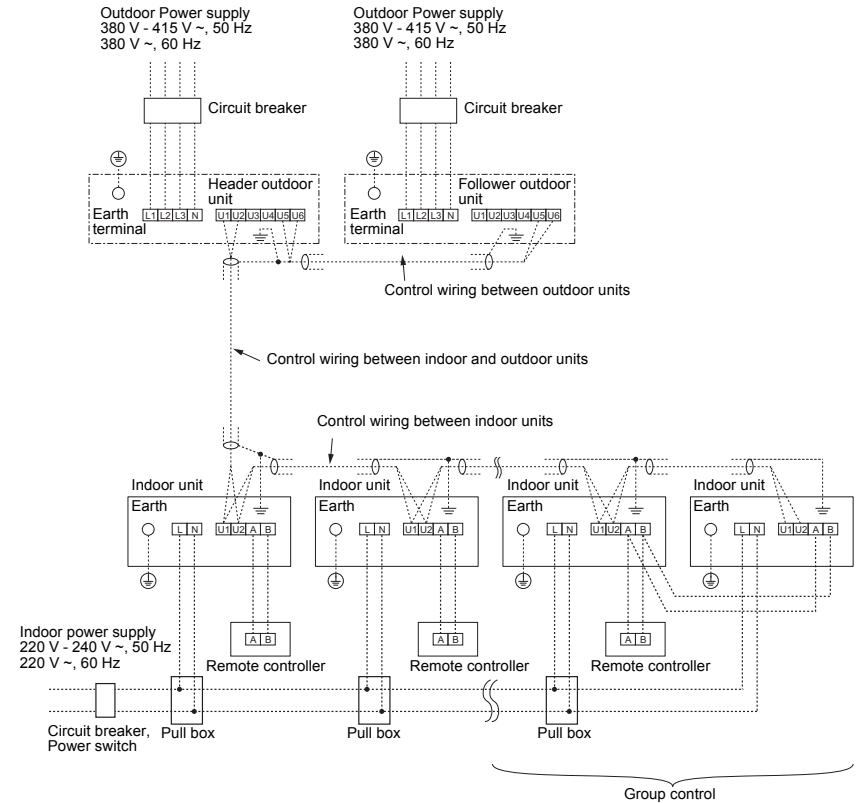 Outdoor Power supply
380 V - 415 V ~, 50 Hz
380 V ~, 60 Hz
Outdoor Power supply
380 V - 415 V ~, 50 Hz
380 V ~, 60 Hz
Circuit breaker
Circuit breaker
Header outdoor
unit
Earth
terminal
L1 L2 L3 N
U1 U2 U3 U4 U5 U6
Follower outdoor
unit
Earth
terminal
L1 L2 L3 N
U1 U2 U3 U4 U5 U6
Control wiring between outdoor units
Control wiring between indoor and outdoor units
Control wiring between indoor units
Indoor unit
Earth
L N
U1 U2 A B
Indoor unit
Earth
L N
U1 U2 A B
Indoor unit
Earth
L N
U1 U2 A B
Indoor unit
Earth
L N
U1 U2 A B
A B
Remote controller
A B
Remote controller
A B
Remote controller
Indoor power supply
220 V - 240 V ~, 50 Hz
220 V ~, 60 Hz
Circuit breaker,
Power switch
Pull box
Pull box
Pull box
Group control